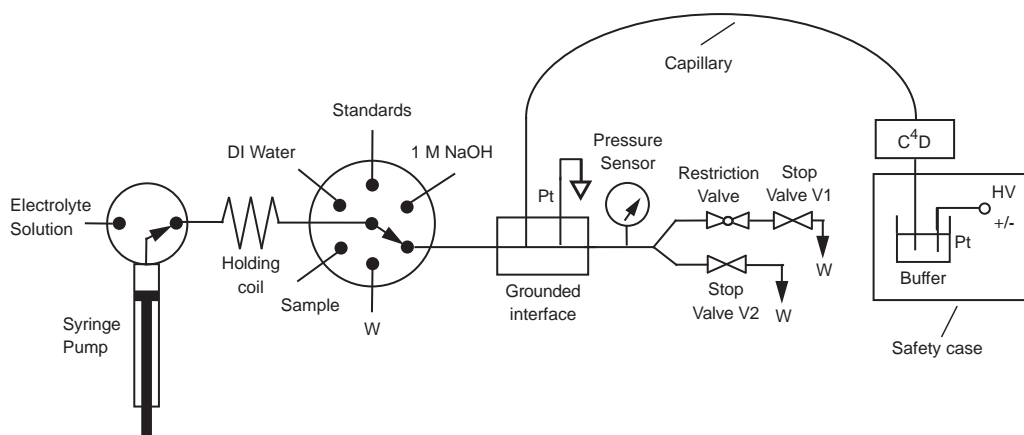 Capillary
Standards
DI Water
1 M NaOH
Pressure
Sensor
C⁴D
Restriction
Valve
Stop
Valve V1
HV
+/-
Pt
Electrolyte
Solution
Pt
Holding
coil
Sample
W
Grounded
interface
Stop
Valve V2
W
W
Buffer
Syringe
Pump
Safety case